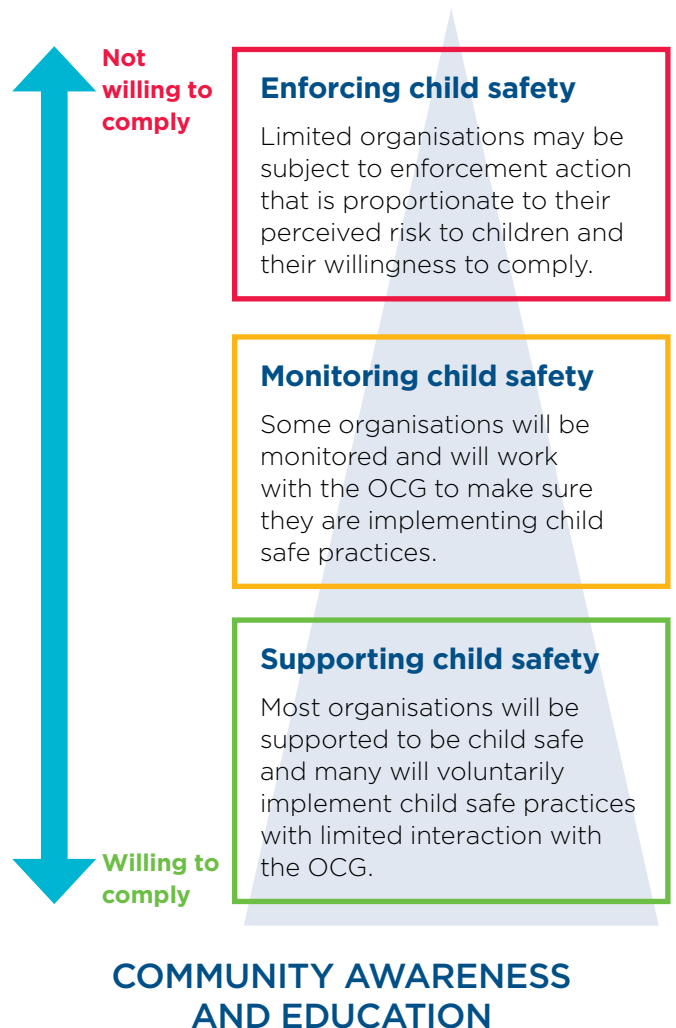 Not
willing to
comply
Enforcing child safety
Limited organisations may be
subject to enforcement action
that is proportionate to their
perceived risk to children and
their willingness to comply.
Monitoring child safety
Some organisations will be
monitored and will work
with the OCG to make sure
they are implementing child
safe practices.
Supporting child safety
Most organisations will be
supported to be child safe
and many will voluntarily
implement child safe practices
with limited interaction with
the OCG.
Willing to
comply
COMMUNITY AWARENESS
AND EDUCATION